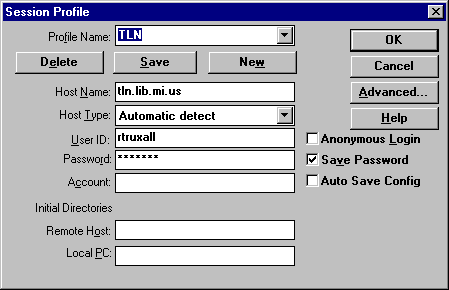 Session Profile
Profile Name: TLN
OK
Delete Save New
Cancel
Host Name: tln.lib.mi.us
Advanced...
Host Type: Automatic detect
Help
User ID: rtruxall
Anonymous Login
Password: *******
Save Password
Account:
Auto Save Config
Initial Directories
Remote Host:
Local PC: